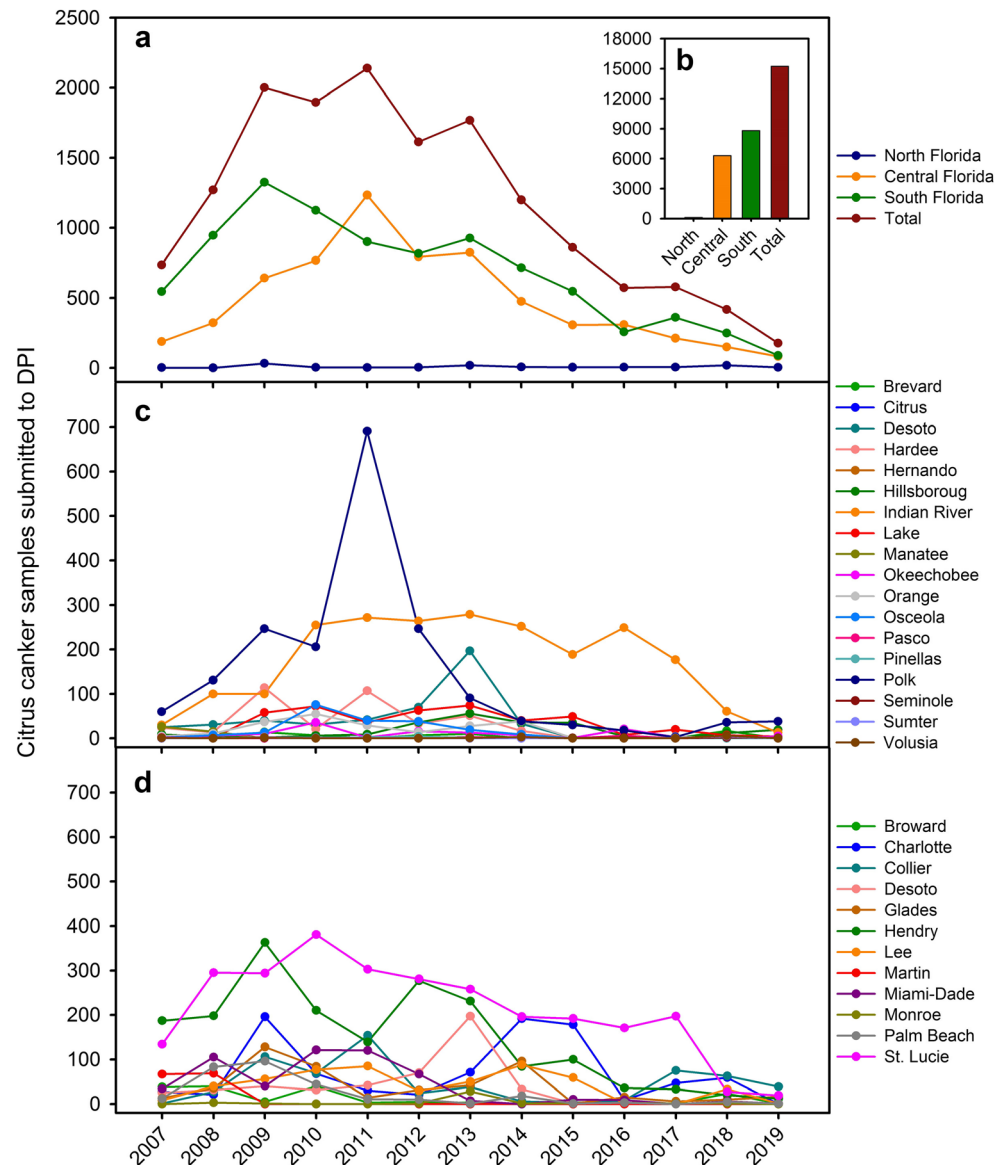 Citrus canker samples submitted to DPI
a
2500
2000
1500
1000
500
0
b
18000
15000
12000
9000
6000
3000
0
North
Central
South
Total
North Florida
Central Florida
South Florida
Total
c
700
600
500
400
300
200
100
0
Brevard
Citrus
Desoto
Hardee
Hernando
Hillsboroug
Indian River
Lake
Manatee
Okeechobee
Orange
Osceola
Pasco
Pinellas
Polk
Seminole
Sumter
Volusia
d
700
600
500
400
300
200
100
0
Broward
Charlotte
Collier
Desoto
Glades
Hendry
Lee
Martin
Miami-Dade
Monroe
Palm Beach
St. Lucie
2007
2008
2009
2010
2011
2012
2013
2014
2015
2016
2017
2018
2019